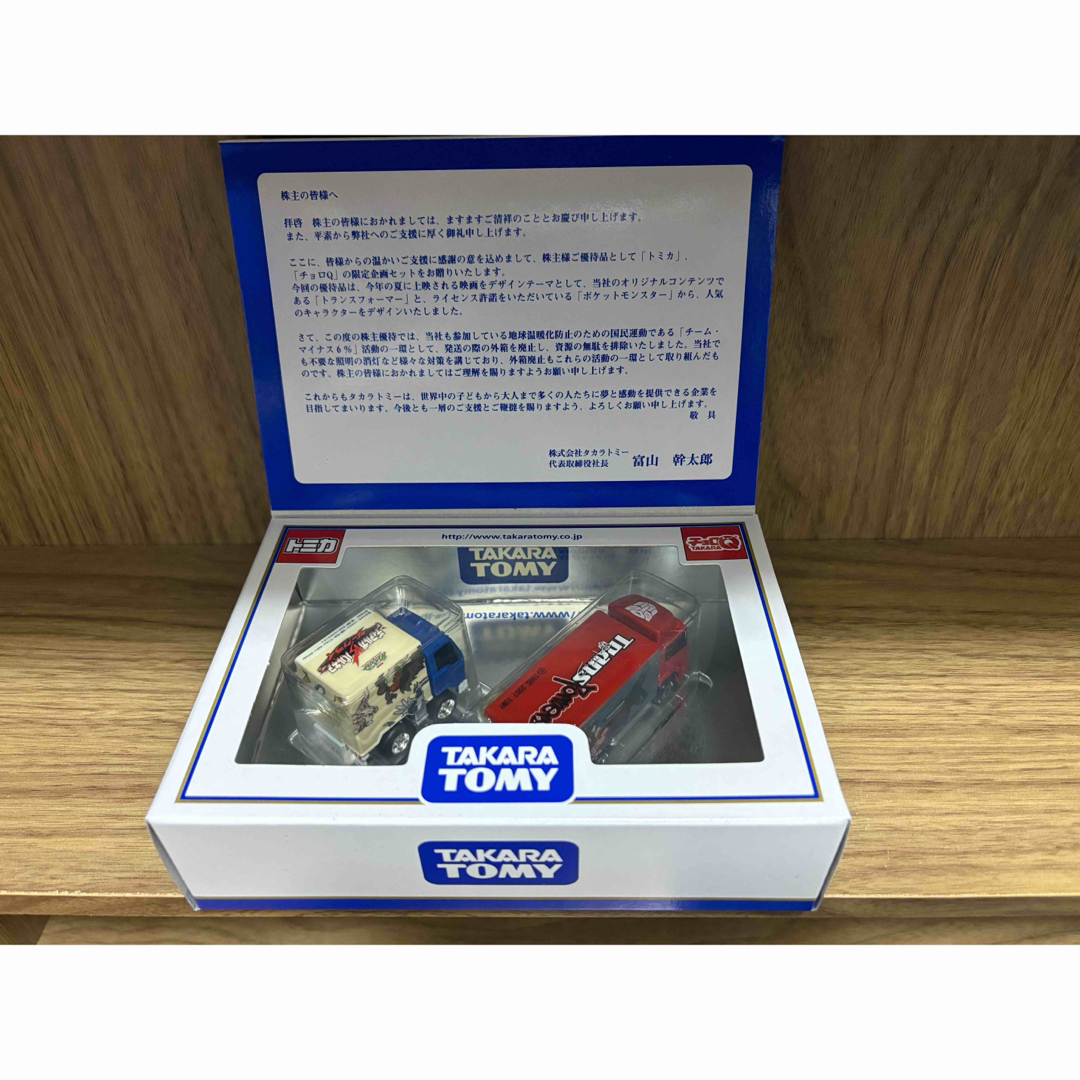 株主の皆様へ
拝啓　株主の皆様におかれましては、ますますご清祥のこととお慶び申し上げます。
また、平素から弊社へのご支援に厚く御礼申し上げます。
ここに、皆様からの温かいご支援に感謝の意を込めまして、株主様ご優待品として「トミカ」、
「チョロQ」の限定企画セットをお贈りいたします。
今回の優待品は、今年の夏に上映される映画をデザインテーマとして、当社のオリジナルコンテンツで
ある「トランスフォーマー」と、ライセンス許諾をいただいている「ポケットモンスター」から、人気
のキャラクターをデザインいたしました。
さて、この度の株主優待では、当社も参加している地球温暖化防止のための国民運動である「チーム・
マイナス6%」活動の一環として、発送の際の外箱を廃止し、資源の無駄を排除いたしました。当社で
も不要な照明の消灯など様々な対策を講じており、外箱廃止もこれらの活動の一環として取り組んだも
のです。株主の皆様におかれましてはご理解を賜りますようお願い申し上げます。
これからもタカラトミーは、世界中の子どもから大人まで多くの人たちに夢と感動を提供できる企業を
目指してまいります。今後とも一層のご支援とご鞭撻を賜りますよう、よろしくお願い申し上げます。
敬　具
株式会社タカラトミー
代表取締役社長　富山　幹太郎
トミカ
http://www.takaratomy.co.jp
チョロQ
TAKARA
TAKARA
TOMY
//www.takaratom
Transformers
TAKARA
TOMY
TAKARA
TOMY